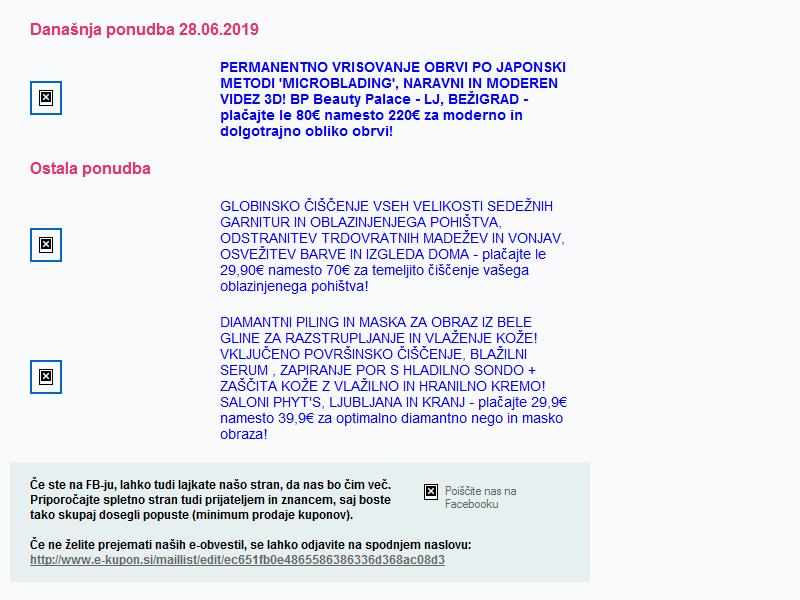 Današnja ponudba 28.06.2019
PERMANENTNO VRISOVANJE OBRVI PO JAPONSKI
METODI 'MICROBLADING', NARAVNI IN MODEREN
VIDEZ 3D! BP Beauty Palace - LJ, BEŽIGRAD -
plačajte le 80€ namesto 220€ za moderno in
dolgotrajno obliko obrvi!
Ostala ponudba
GLOBINSKO ČIŠČENJE VSEH VELIKOSTI SEDEŽNIH
GARNITUR IN OBLAZINJENJEGA POHIŠTVA,
ODSTRANITEV TRDOVRATNIH MADEŽEV IN VONJAV,
OSVEŽITEV BARVE IN IZGLEDA DOMA - plačajte le
29,90€ namesto 70€ za temeljito čiščenje vašega
oblazinjenega pohištva!
DIAMANTNI PILING IN MASKA ZA OBRAZ IZ BELE
GLINE ZA RAZSTRUPLJANJE IN VLAŽENJE KOŽE!
VKLJUČENO POVRŠINSKO ČIŠČENJE, BLAŽILNI
SERUM , ZAPIRANJE POR S HLADILNO SONDO +
ZAŠČITA KOŽE Z VLAŽILNO IN HRANILNO KREMO!
SALONI PHYT'S, LJUBLJANA IN KRANJ - plačajte 29,9€
namesto 39,9€ za optimalno diamantno nego in masko
obraza!
Če ste na FB-ju, lahko tudi lajkate našo stran, da nas bo čim več.
Priporočajte spletno stran tudi prijateljem in znancem, saj boste
tako skupaj dosegli popuste (minimum prodaje kuponov).
Poiščite nas na
Facebooku
Če ne želite prejemati naših e-obvestil, se lahko odjavite na spodnjem naslovu:
http://www.e-kupon.si/maillist/edit/ec651fb0e4865586386336d368ac08d3